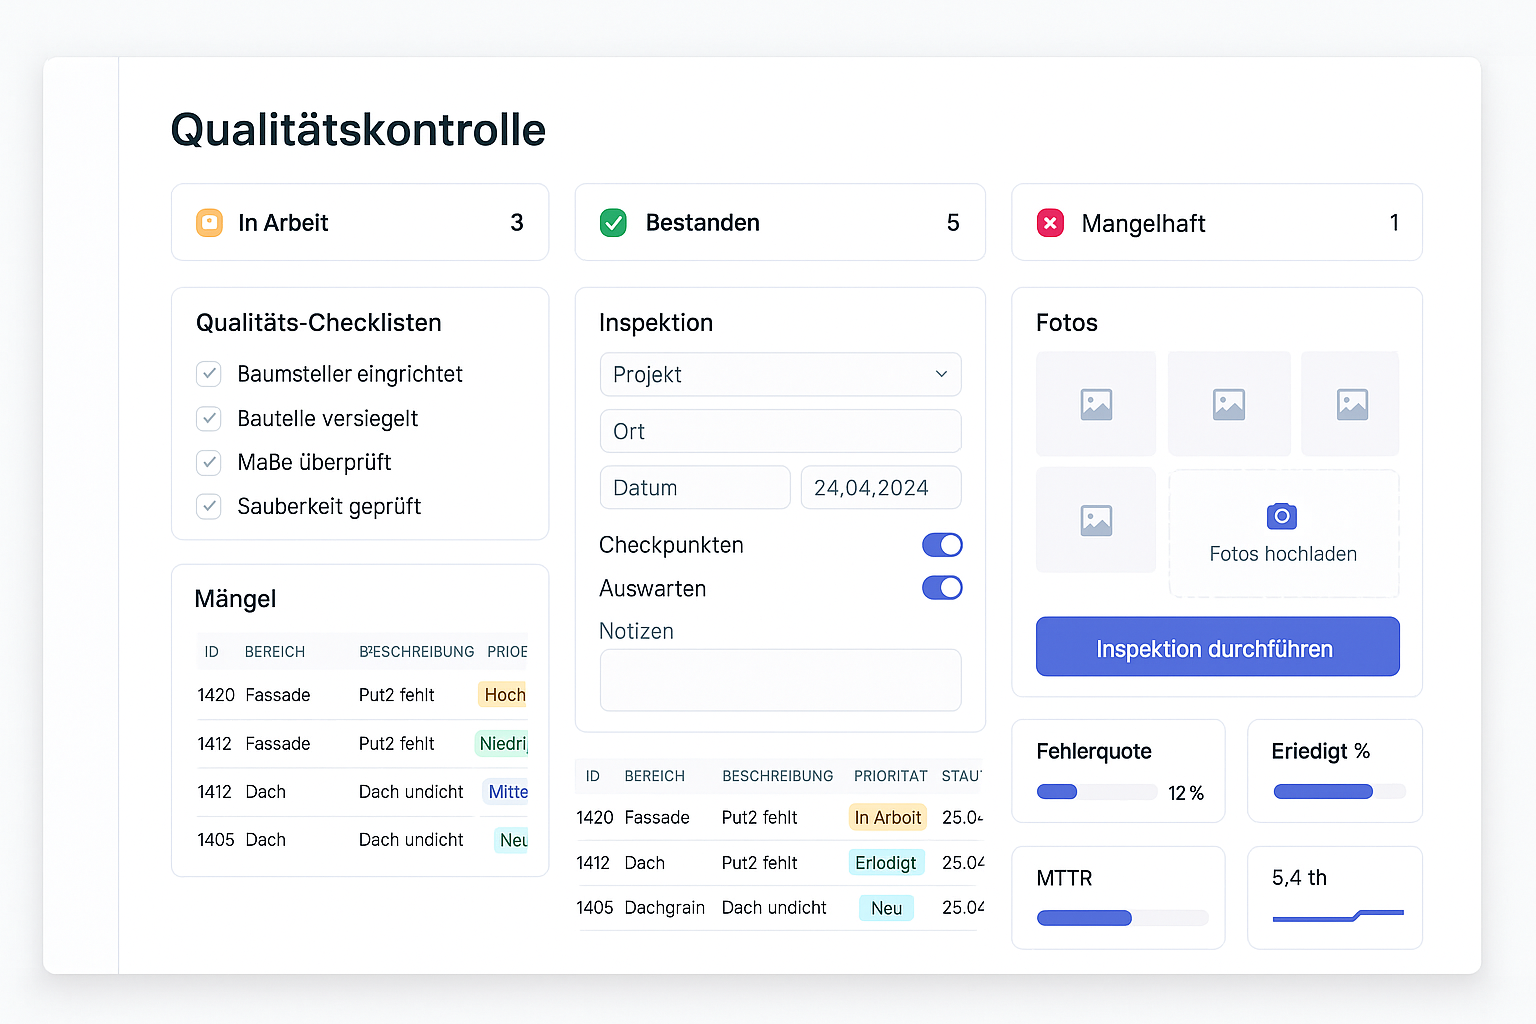 Qualitätskontrolle
In Arbeit 3
Bestanden 5
Mangelhaft 1
Qualitäts-Checklisten
Baumsteller eingrichtet
Bautelle versiegelt
MaBe überprüft
Sauberkeit geprüft
Mängel
ID BEREICH BESCHREIBUNG PRIOE
1420 Fassade Put2 fehlt Hoch
1412 Fassade Put2 fehlt Niedri
1412 Dach Dach undicht Mitte
1405 Dach Dach undicht Neu
Inspektion
Projekt
Ort
Datum 24,04,2024
Checkpunkten
Auswarten
Notizen
ID BEREICH BESCHREIBUNG PRIORITAT STAU
1420 Fassade Put2 fehlt In Arboit 25.04
1412 Dach Put2 fehlt Erlodigt 25.04
1405 Dachgrain Dach undicht Neu 25.04
Fotos
Fotos hochladen
Inspektion durchführen
Fehlerquote
12 %
Eriedigt %
MTTR
5,4 th